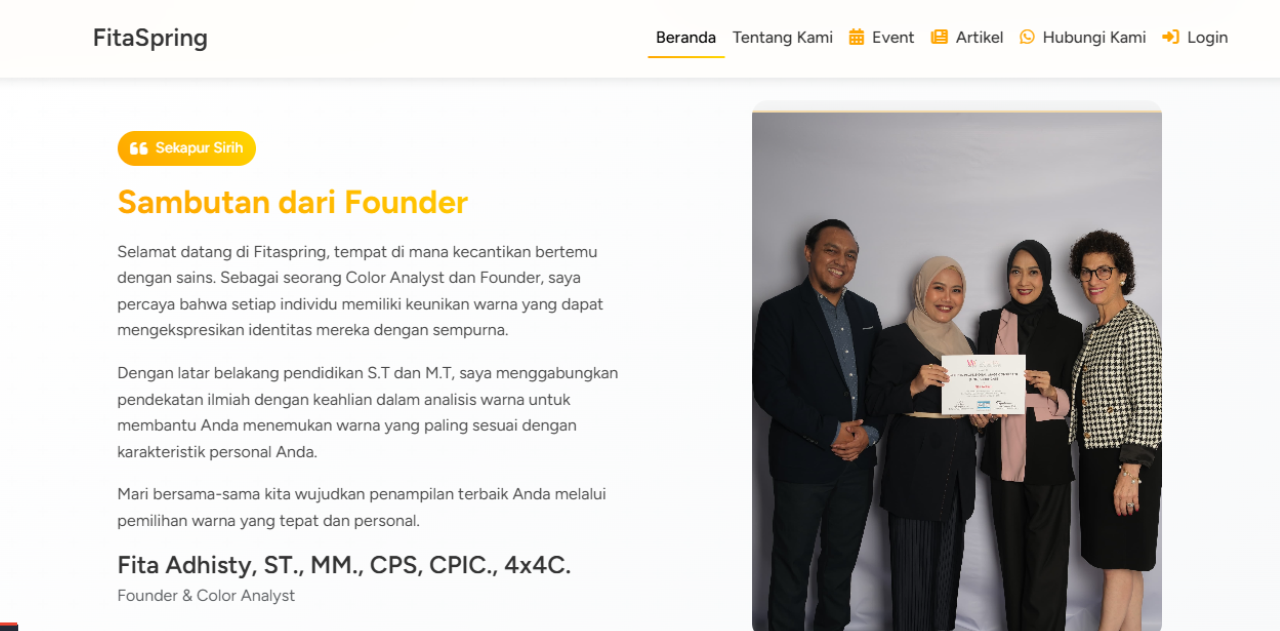 FitaSpring
Beranda Tentang Kami Event Artikel Hubungi Kami Login
Sekapur Sirih
Sambutan dari Founder
Selamat datang di Fitaspring, tempat di mana kecantikan bertemu
dengan sains. Sebagai seorang Color Analyst dan Founder, saya
percaya bahwa setiap individu memiliki keunikan warna yang dapat
mengekspresikan identitas mereka dengan sempurna.
Dengan latar belakang pendidikan S.T dan M.T, saya menggabungkan
pendekatan ilmiah dengan keahlian dalam analisis warna untuk
membantu Anda menemukan warna yang paling sesuai dengan
karakteristik personal Anda.
Mari bersama-sama kita wujudkan penampilan terbaik Anda melalui
pemilihan warna yang tepat dan personal.
Fita Adhisty, ST., MM., CPS, CPIC., 4x4C.
Founder & Color Analyst